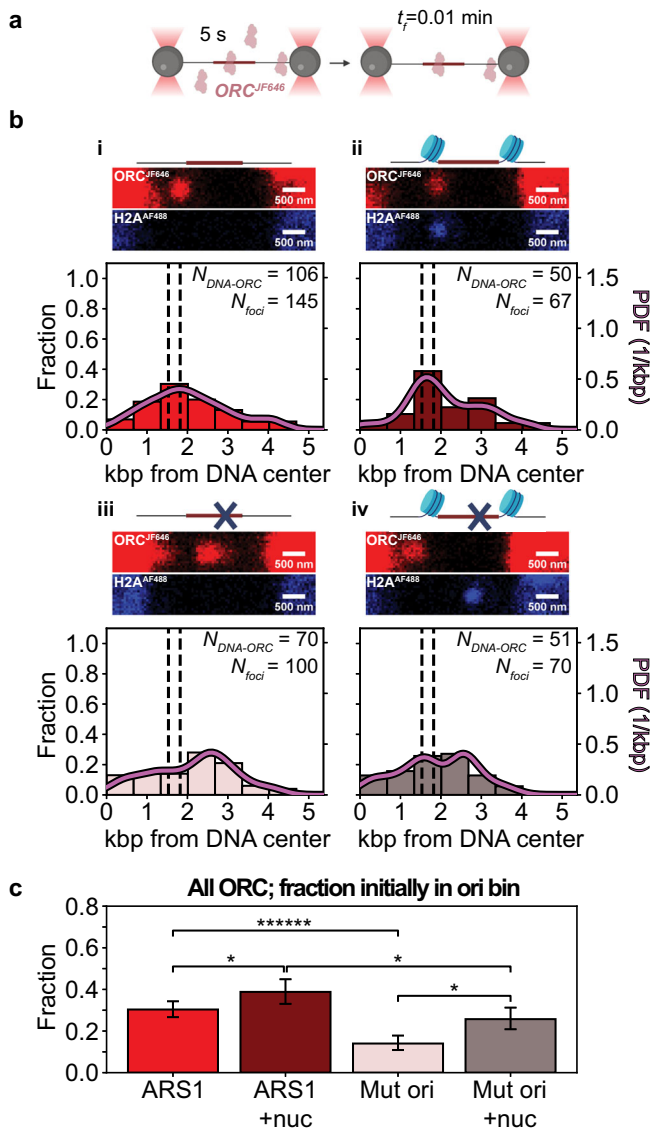 a
5 s
ORC^JF646
t_f=0.01 min
b
i
ORC^JF646
500 nm
H2A^AF488
500 nm
N_DNA-ORC = 106
N_foci = 145
Fraction
1.0
0.8
0.6
0.4
0.2
0.0
0 1 2 3 4 5
kbp from DNA center
ii
ORC^JF646
500 nm
H2A^AF488
500 nm
N_DNA-ORC = 50
N_foci = 67
1.5
1.0
0.5
0.0
PDF (1/kbp)
0 1 2 3 4 5
kbp from DNA center
iii
ORC^JF646
500 nm
H2A^AF488
500 nm
N_DNA-ORC = 70
N_foci = 100
Fraction
1.0
0.8
0.6
0.4
0.2
0.0
0 1 2 3 4 5
kbp from DNA center
iv
ORC^JF646
500 nm
H2A^AF488
500 nm
N_DNA-ORC = 51
N_foci = 70
1.5
1.0
0.5
0.0
PDF (1/kbp)
0 1 2 3 4 5
kbp from DNA center
c
All ORC; fraction initially in ori bin
Fraction
0.8
0.6
0.4
0.2
0.0
******
*
*
*
ARS1
ARS1
+nuc
Mut ori
Mut ori
+nuc